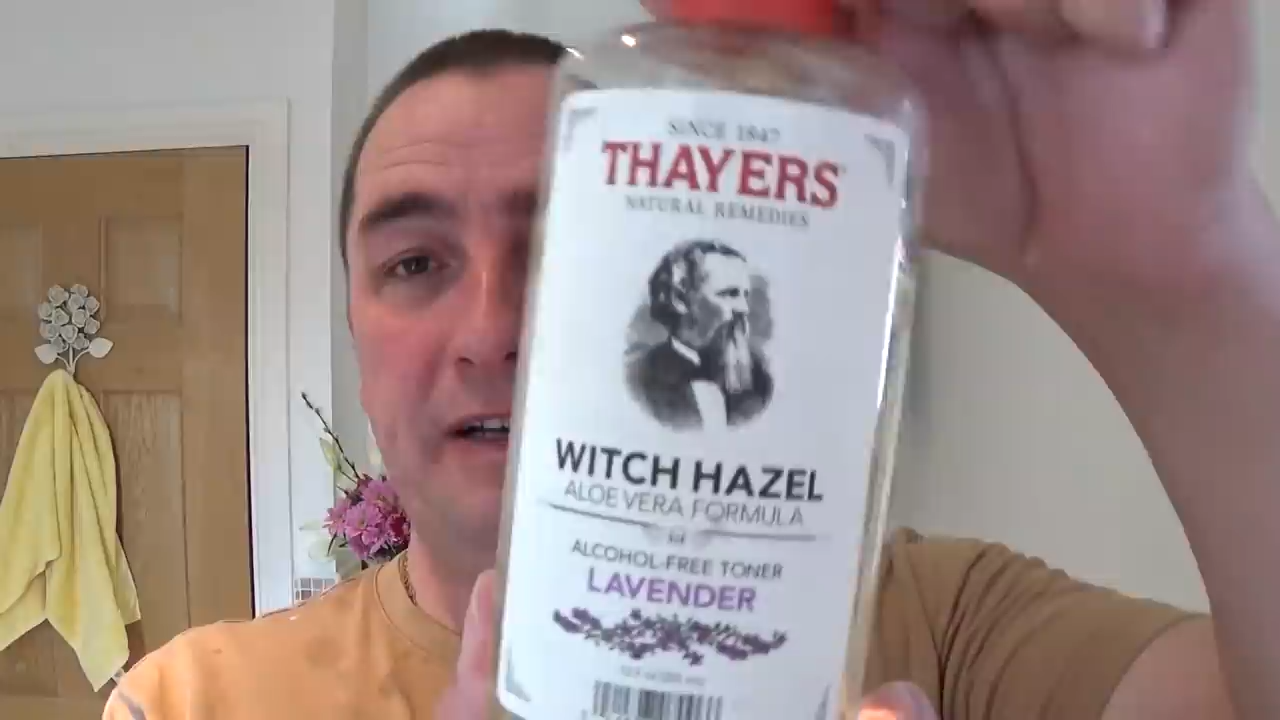 SINCE 1847
THAYERS
NATURAL REMEDIES
WITCH HAZEL
ALOE VERA FORMULA
ALCOHOL-FREE TONER
LAVENDER